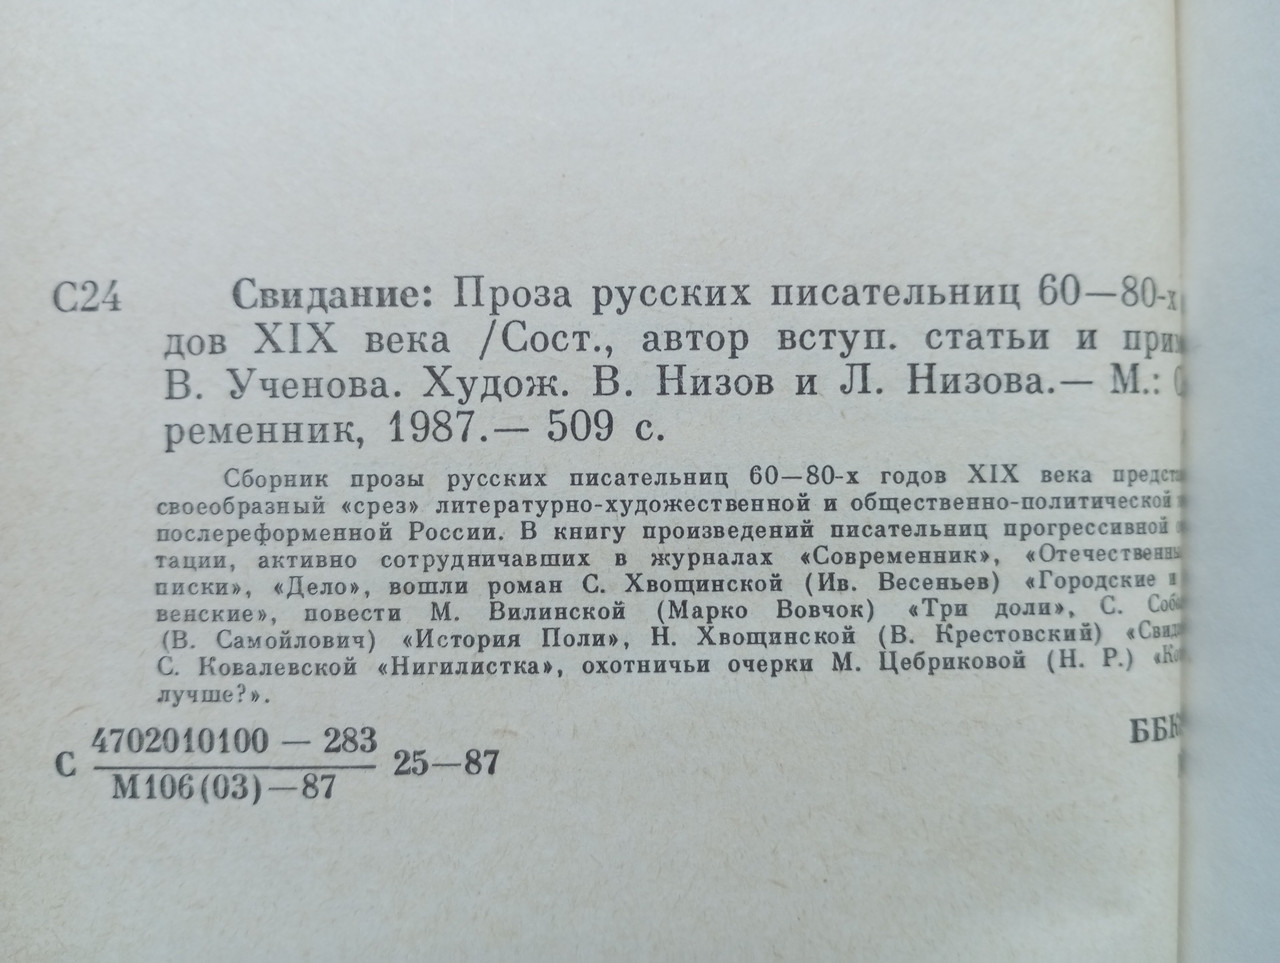 С24 Свидание: Проза русских писательниц 60—80-х
дов XIX века /Сост., автор вступ. статьи и
В. Ученова. Худож. В. Низов и Л. Низова.— М.:
ременник, 1987.— 509 с.
Сборник прозы русских писательниц 60—80-х годов XIX века
своеобразный «срез» литературно-художественной и общественно-политической
послереформенной России. В книгу произведений писательниц прогрессивной
тации, активно сотрудничавших в журналах «Современник», «Отечественны
писки», «Дело», вошли роман С. Хвощинской (Ив. Весеньев) «Городские и
венские», повести М. Вилинской (Марко Вовчок) «Три доли», С.
(В. Самойлович) «История Поли», Н. Хвощинской (В. Крестовский)
С. Ковалевской «Нигилистка», охотничьи очерки М. Цебриковой (Н. Р.)
лучше?».
С 4702010100 — 283 25—87
М106(03)—87
ББК